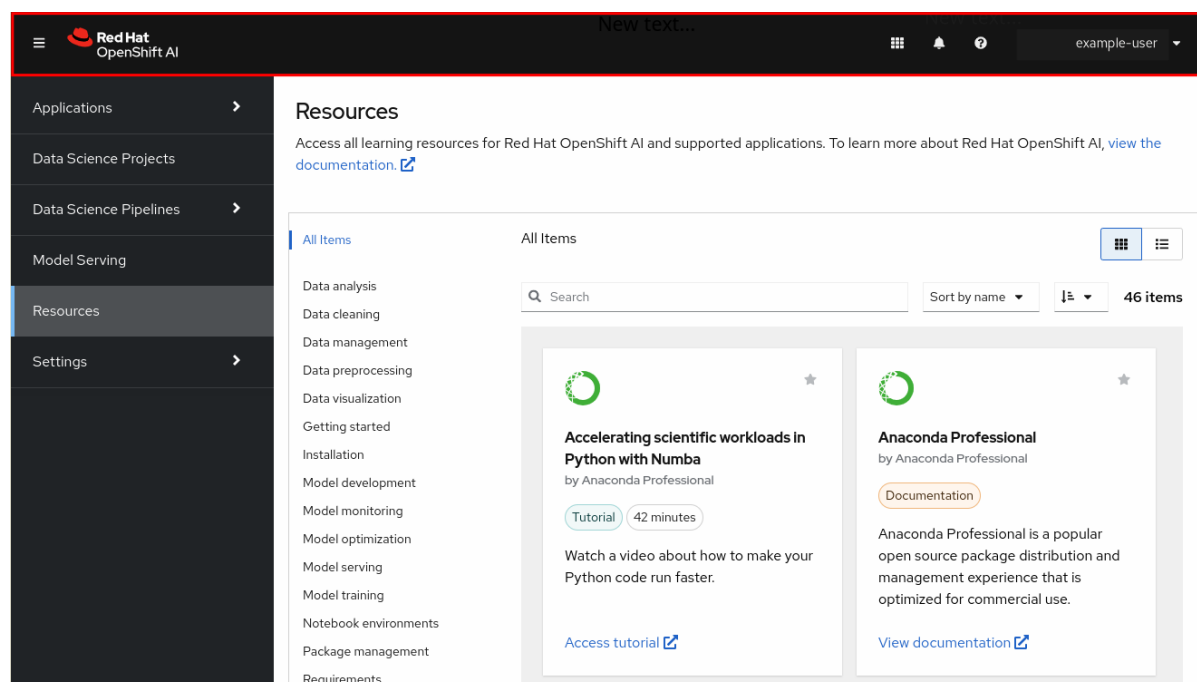 New text...
New text...
Red Hat
OpenShift AI
example-user
Applications
Data Science Projects
Data Science Pipelines
Model Serving
Resources
Settings
Resources
Access all learning resources for Red Hat OpenShift AI and supported applications. To learn more about Red Hat OpenShift AI, view the
documentation.
All Items
Data analysis
Data cleaning
Data management
Data preprocessing
Data visualization
Getting started
Installation
Model development
Model monitoring
Model optimization
Model serving
Model training
Notebook environments
Package management
Requirements
All Items
Search
Sort by name
46 items
Accelerating scientific workloads in
Python with Numba
by Anaconda Professional
Tutorial
42 minutes
Watch a video about how to make your
Python code run faster.
Access tutorial
Anaconda Professional
by Anaconda Professional
Documentation
Anaconda Professional is a popular
open source package distribution and
management experience that is
optimized for commercial use.
View documentation